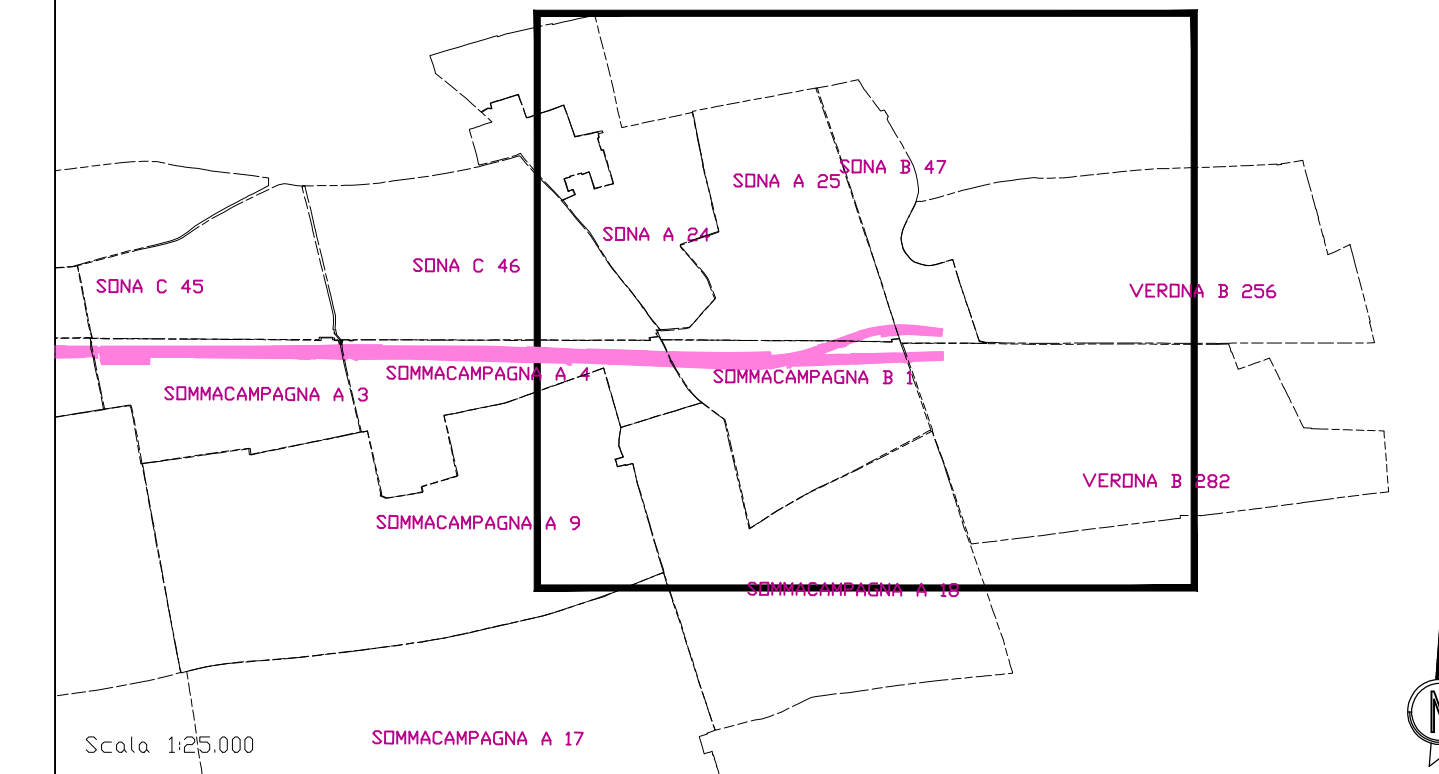 SONA B 47
SONA A 25
SONA A 24
SONA C 46
SONA C 45
VERONA B 256
SOMMACAMPAGNA A 4
SOMMACAMPAGNA B 1
SOMMACAMPAGNA A 3
VERONA B 282
SOMMACAMPAGNA A 9
SOMMACAMPAGNA A 18
N
SOMMACAMPAGNA A 17
Scala 1:25.000